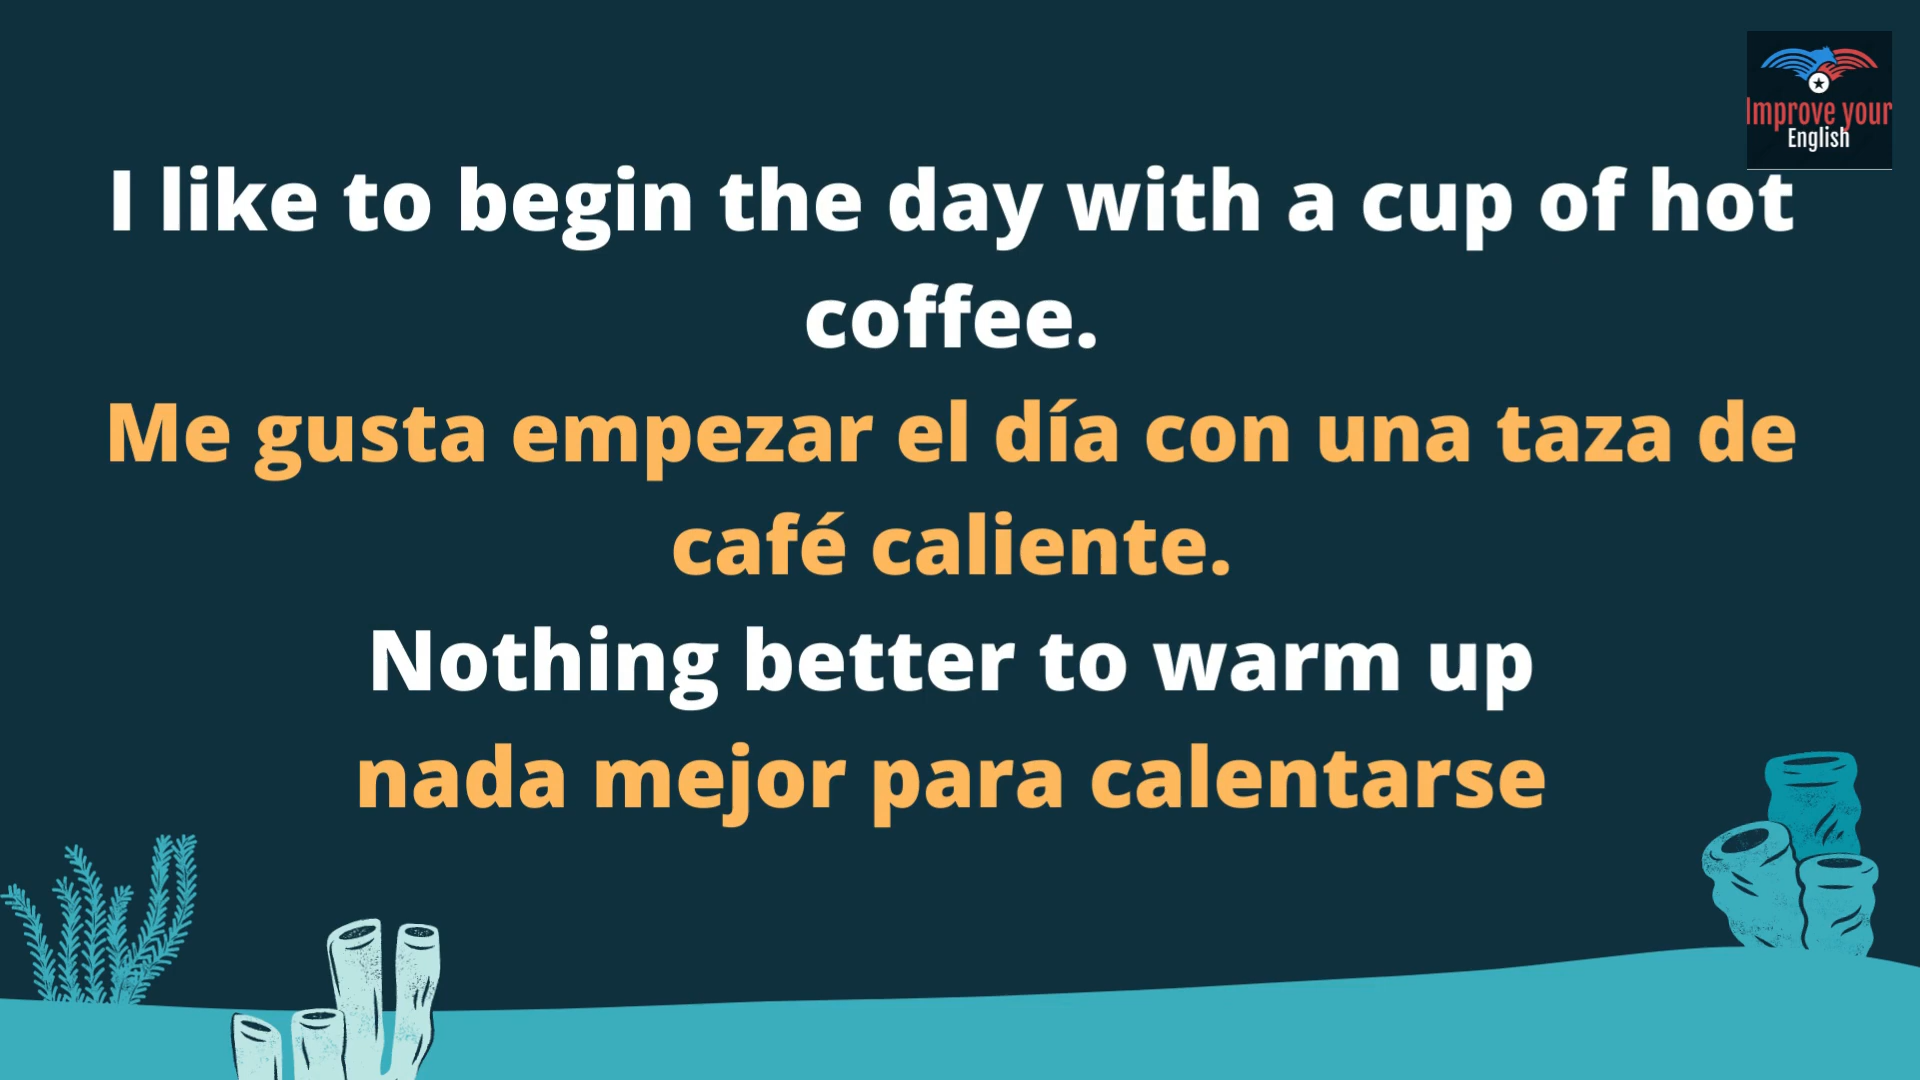 Improve your
English
I like to begin the day with a cup of hot
coffee.
Me gusta empezar el día con una taza de
café caliente.
Nothing better to warm up
nada mejor para calentarse